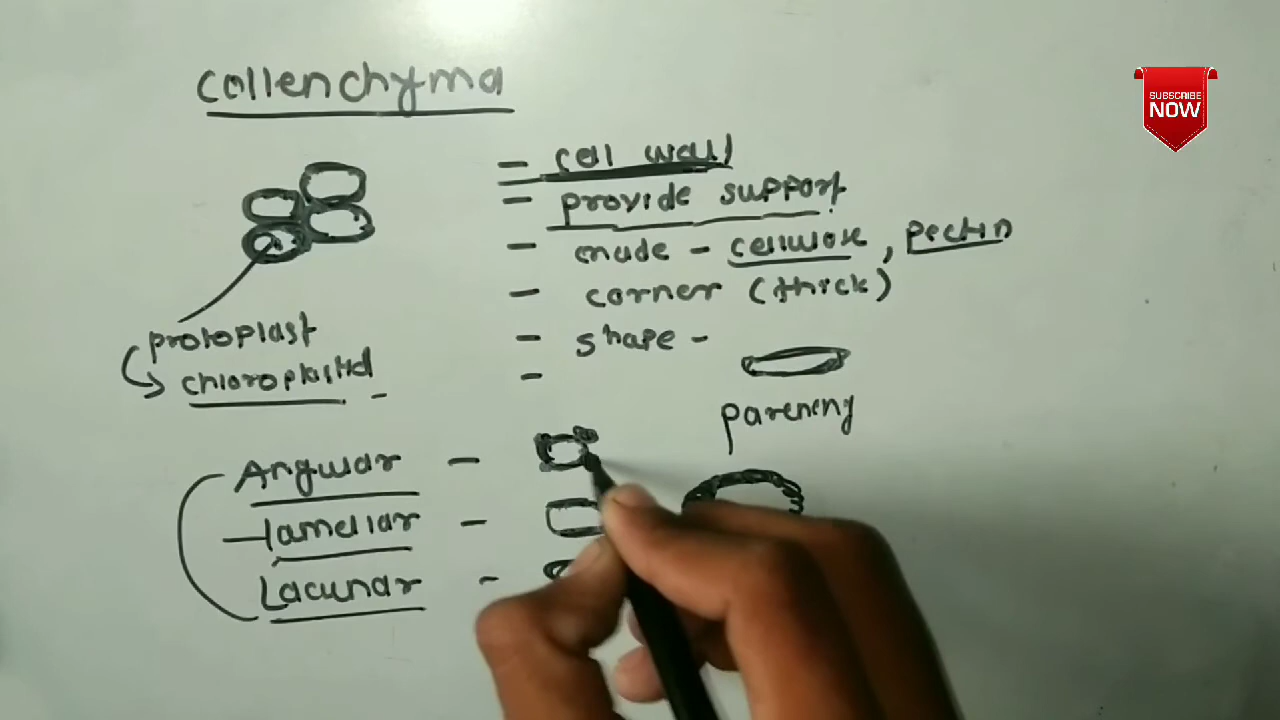 collenchyma
SUBSCRIBE
NOW
- cell wall
- provide support
- made - cellulose, pectin
- corner (thick)
- shape -
-
protoplast
chloroplastid -
parenchy
Angular -
lamellar -
Lacunar -